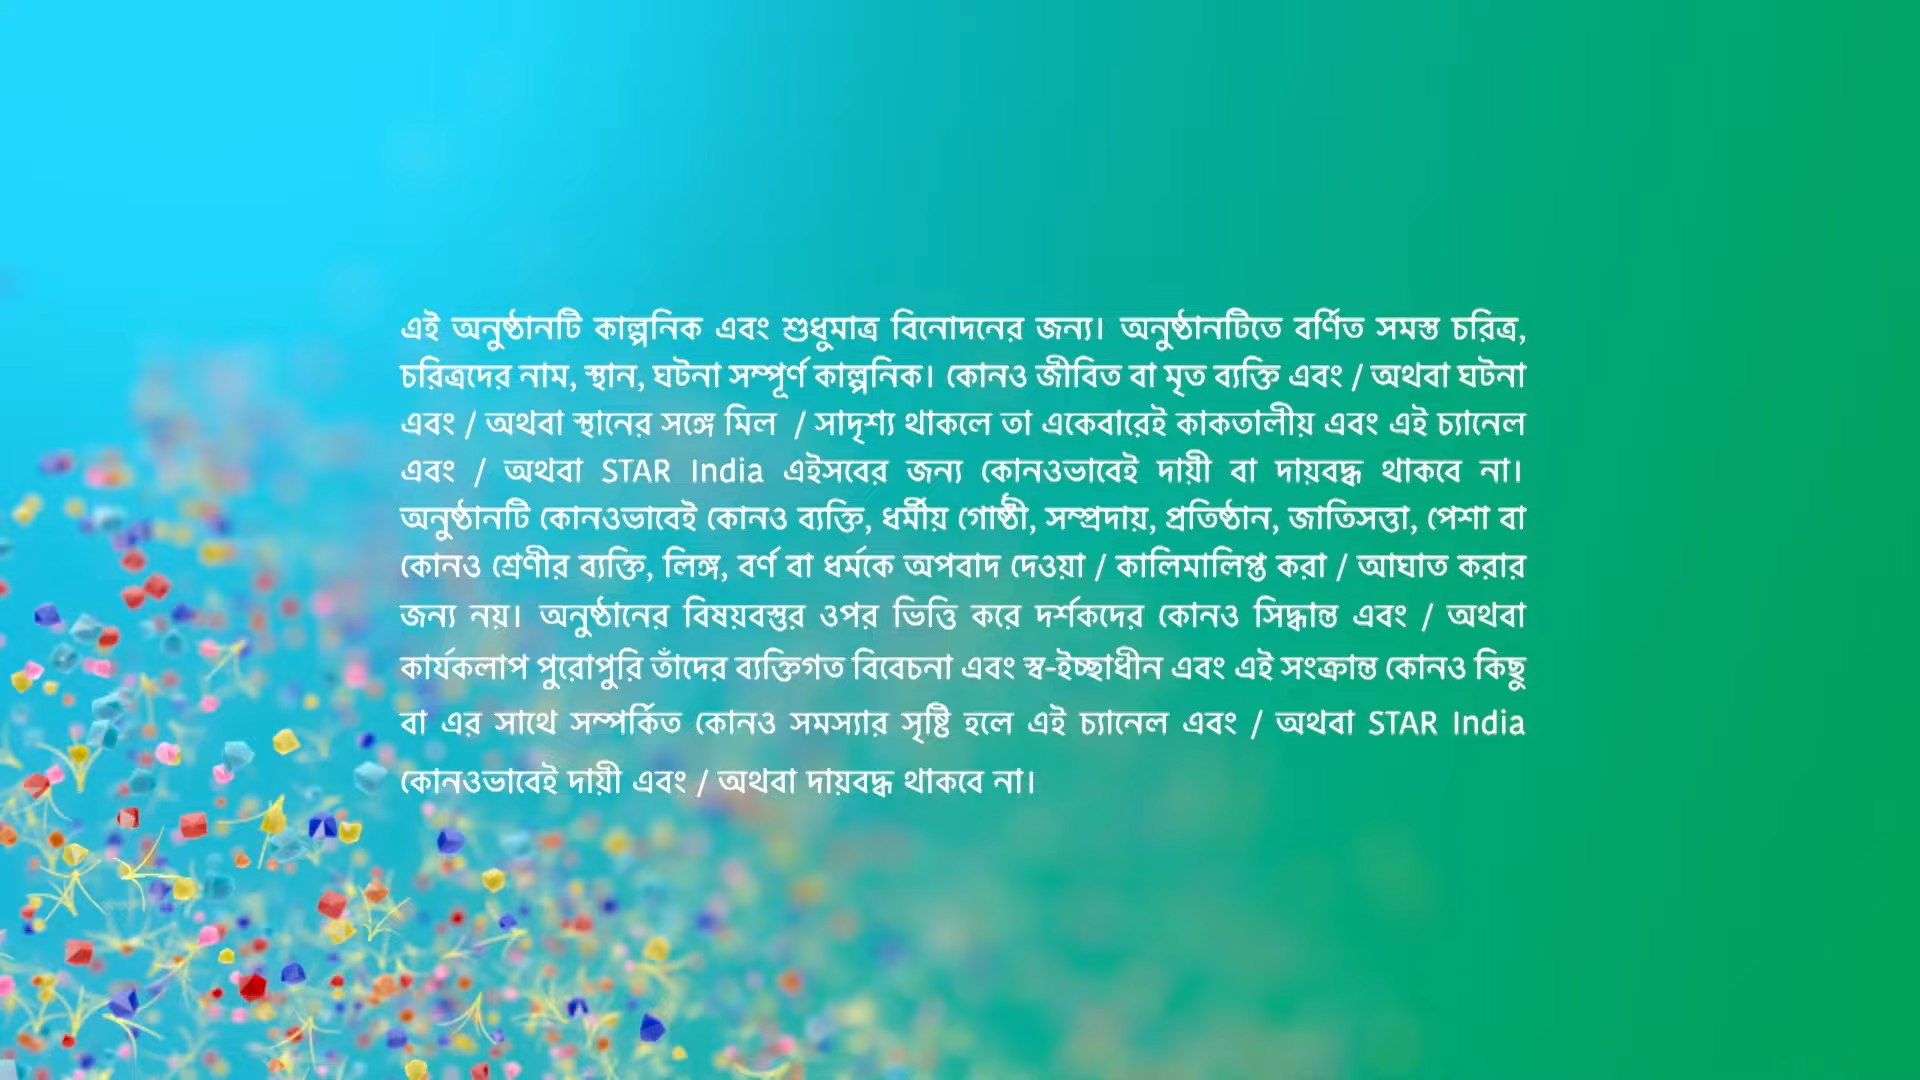 এই অনুষ্ঠানটি কাল্পনিক এবং শুধুমাত্র বিনোদনের জন্য। অনুষ্ঠানটিতে বর্ণিত সমস্ত চরিত্র,
চরিত্রদের নাম, স্থান, ঘটনা সম্পূর্ণ কাল্পনিক। কোনও জীবিত বা মৃত ব্যক্তি এবং / অথবা ঘটনা
এবং / অথবা স্থানের সঙ্গে মিল / সাদৃশ্য থাকলে তা একেবারেই কাকতালীয় এবং এই চ্যানেল
এবং / অথবা STAR India এইসবের জন্য কোনওভাবেই দায়ী বা দায়বদ্ধ থাকবে না।
অনুষ্ঠানটি কোনওভাবেই কোনও ব্যক্তি, ধর্মীয় গোষ্ঠী, সম্প্রদায়, প্রতিষ্ঠান, জাতিসত্তা, পেশা বা
কোনও শ্রেণীর ব্যক্তি, লিঙ্গ, বর্ণ বা ধর্মকে অপবাদ দেওয়া / কালিমালিপ্ত করা / আঘাত করার
জন্য নয়। অনুষ্ঠানের বিষয়বস্তুর ওপর ভিত্তি করে দর্শকদের কোনও সিদ্ধান্ত এবং / অথবা
কার্যকলাপ পুরোপুরি তাঁদের ব্যক্তিগত বিবেচনা এবং স্ব-ইচ্ছাধীন এবং এই সংক্রান্ত কোনও কিছু
বা এর সাথে সম্পর্কিত কোনও সমস্যার সৃষ্টি হলে এই চ্যানেল এবং / অথবা STAR India
কোনওভাবেই দায়ী এবং / অথবা দায়বদ্ধ থাকবে না।